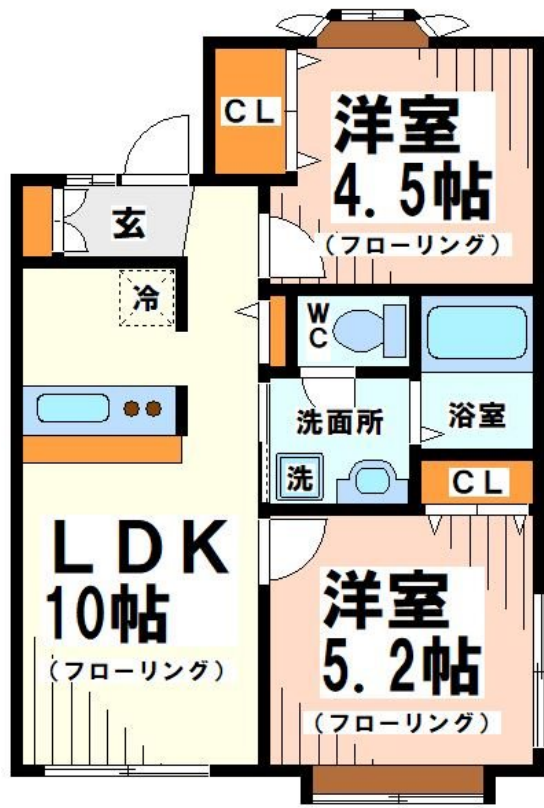 CL
洋室
4.5帖
(フローリング)
玄
冷
WC
洗面所
浴室
洗
CL
LDK
10帖
(フローリング)
洋室
5.2帖
(フローリング)